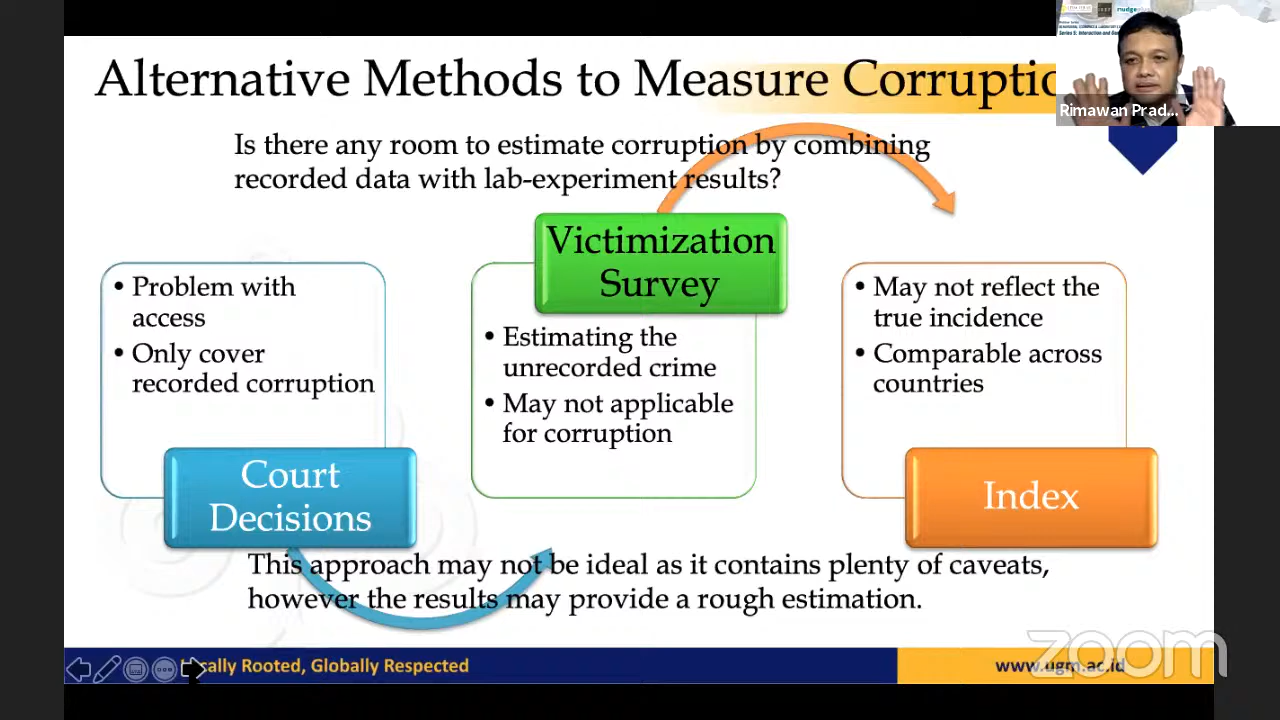 Alternative Methods to Measure Corruptio
Rimawan Prad...
Is there any room to estimate corruption by combining
recorded data with lab-experiment results?
• Problem with
access
• Only cover
recorded corruption
Court
Decisions
Victimization
Survey
• Estimating the
unrecorded crime
• May not applicable
for corruption
• May not reflect the
true incidence
• Comparable across
countries
Index
This approach may not be ideal as it contains plenty of caveats,
however the results may provide a rough estimation.
zoom
Locally Rooted, Globally Respected
www.ugm.ac.id